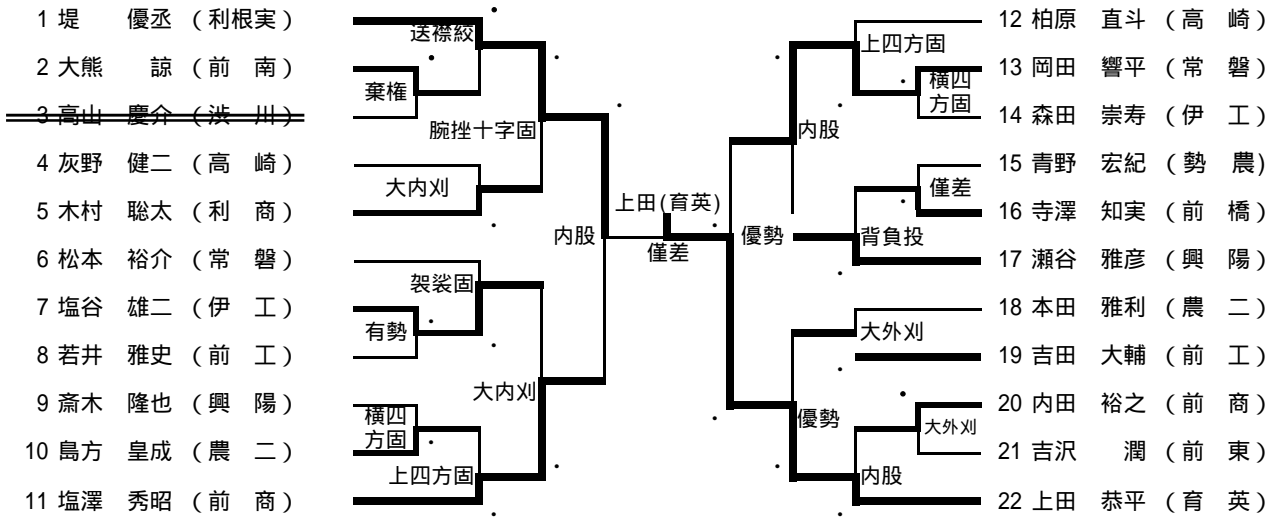 1 堤 優丞 (利根実)
2 大熊 諒 (前 南)
3 高山 慶介 (渋 川)
4 灰野 健二 (高 崎)
5 木村 聡太 (利 商)
6 松本 裕介 (常 磐)
7 塩谷 雄二 (伊 工)
8 若井 雅史 (前 工)
9 斎木 隆也 (興 陽)
10 島方 皇成 (農 二)
11 塩澤 秀昭 (前 商)
送襟絞
棄権
腕挫十字固
大内刈
内股
袈裟固
有勢
大内刈
横四
方固
上四方固
上田(育英)
僅差
上四方固
横四
方固
内股
僅差
優勢
背負投
大外刈
優勢
大外刈
内股
12 柏原 直斗 (高 崎)
13 岡田 響平 (常 磐)
14 森田 崇寿 (伊 工)
15 青野 宏紀 (勢 農)
16 寺澤 知実 (前 橋)
17 瀬谷 雅彦 (興 陽)
18 本田 雅利 (農 二)
19 吉田 大輔 (前 工)
20 内田 裕之 (前 商)
21 吉沢 潤 (前 東)
22 上田 恭平 (育 英)